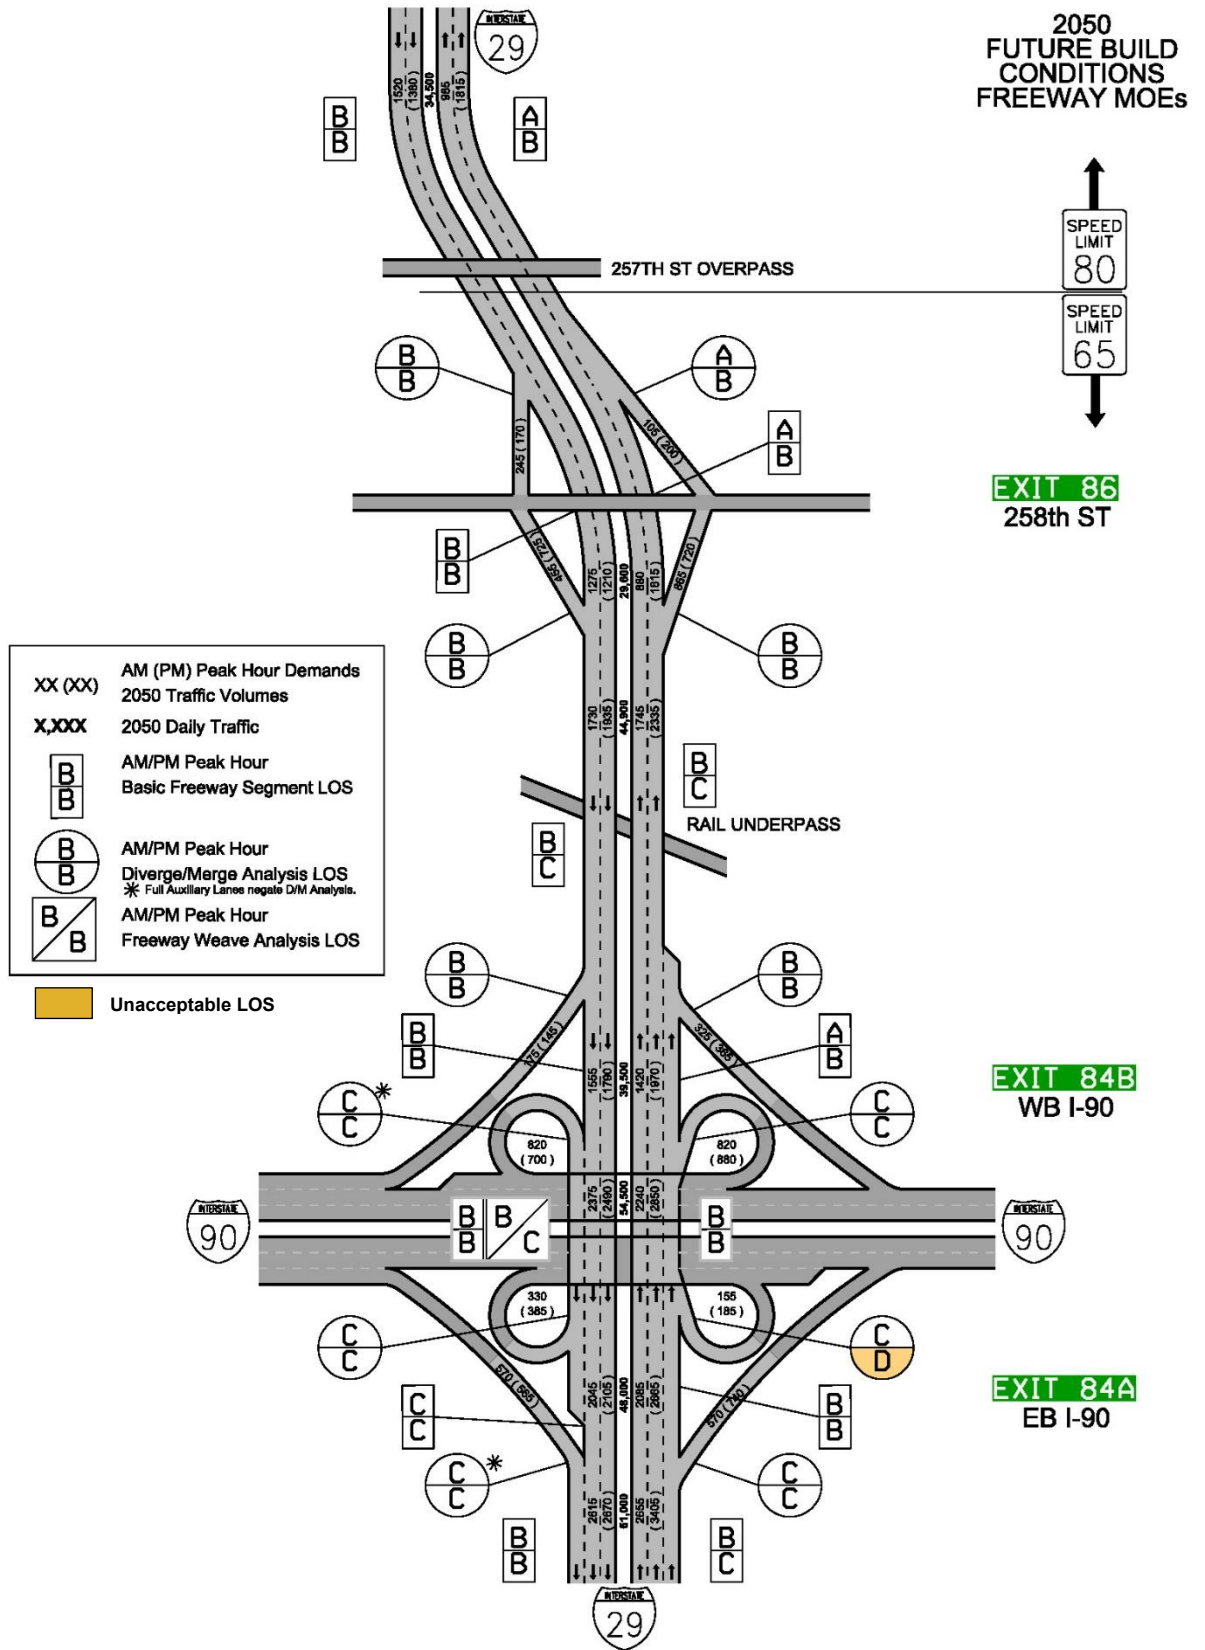 INTERSTATE
29
2050
FUTURE BUILD
CONDITIONS
FREEWAY MOEs
1520
(1380)
34,500
985
(1815)
B
B
A
B
SPEED
LIMIT
80
257TH ST OVERPASS
SPEED
LIMIT
65
B
B
A
B
245 (170)
105 (200)
A
B
EXIT 86
258th ST
B
B
455 (725)
1275
(1210)
29,600
880
(1615)
865 (720)
B
B
B
B
XX (XX)
AM (PM) Peak Hour Demands
2050 Traffic Volumes
X,XXX
2050 Daily Traffic
B
B
AM/PM Peak Hour
Basic Freeway Segment LOS
B
B
AM/PM Peak Hour
Diverge/Merge Analysis LOS
* Full Auxiliary Lanes negate D/M Analysis.
B
B
AM/PM Peak Hour
Freeway Weave Analysis LOS
Unacceptable LOS
1730
(1935)
44,900
1745
(2335)
B
C
RAIL UNDERPASS
B
C
B
B
B
B
175 (145)
325 (365)
B
B
A
B
1555
(1790)
39,500
1420
(1970)
EXIT 84B
WB I-90
C
C
*
820
(700)
820
(880)
C
C
2375
(2490)
54,500
2240
(2850)
INTERSTATE
90
B
B
B
C
B
B
INTERSTATE
90
330
(385)
155
(185)
C
C
C
D
570 (565)
2045
(2105)
48,000
2085
(2665)
570 (740)
EXIT 84A
EB I-90
C
C
B
B
C
C
*
C
C
2615
(2670)
61,000
2655
(3405)
B
B
B
C
INTERSTATE
29